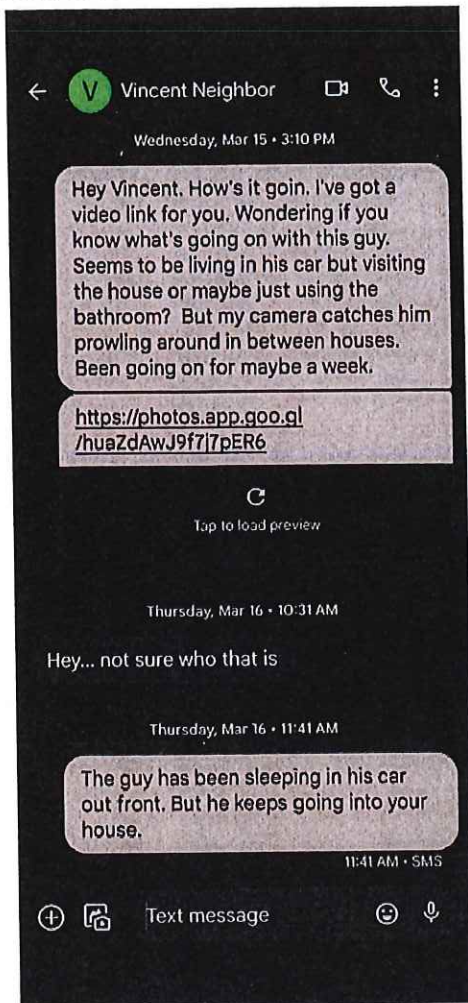 V Vincent Neighbor
Wednesday, Mar 15 • 3:10 PM
Hey Vincent. How's it goin. I've got a
video link for you. Wondering if you
know what's going on with this guy.
Seems to be living in his car but visiting
the house or maybe just using the
bathroom? But my camera catches him
prowling around in between houses.
Been going on for maybe a week.
https://photos.app.goo.gl
/huaZdAwJ9f7j7pER6
Tap to load preview
Thursday, Mar 16 • 10:31 AM
Hey... not sure who that is
Thursday, Mar 16 • 11:41 AM
The guy has been sleeping in his car
out front. But he keeps going into your
house.
11:41 AM • SMS
Text message